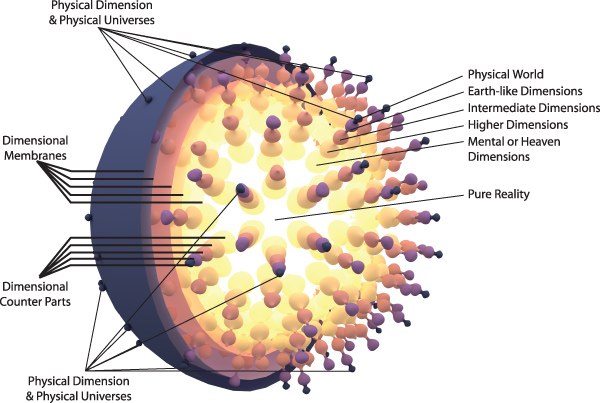 Physical Dimension
& Physical Universes
Physical World
Earth-like Dimensions
Intermediate Dimensions
Higher Dimensions
Mental or Heaven
Dimensions
Dimensional
Membranes
Pure Reality
Dimensional
Counter Parts
Physical Dimension
& Physical Universes